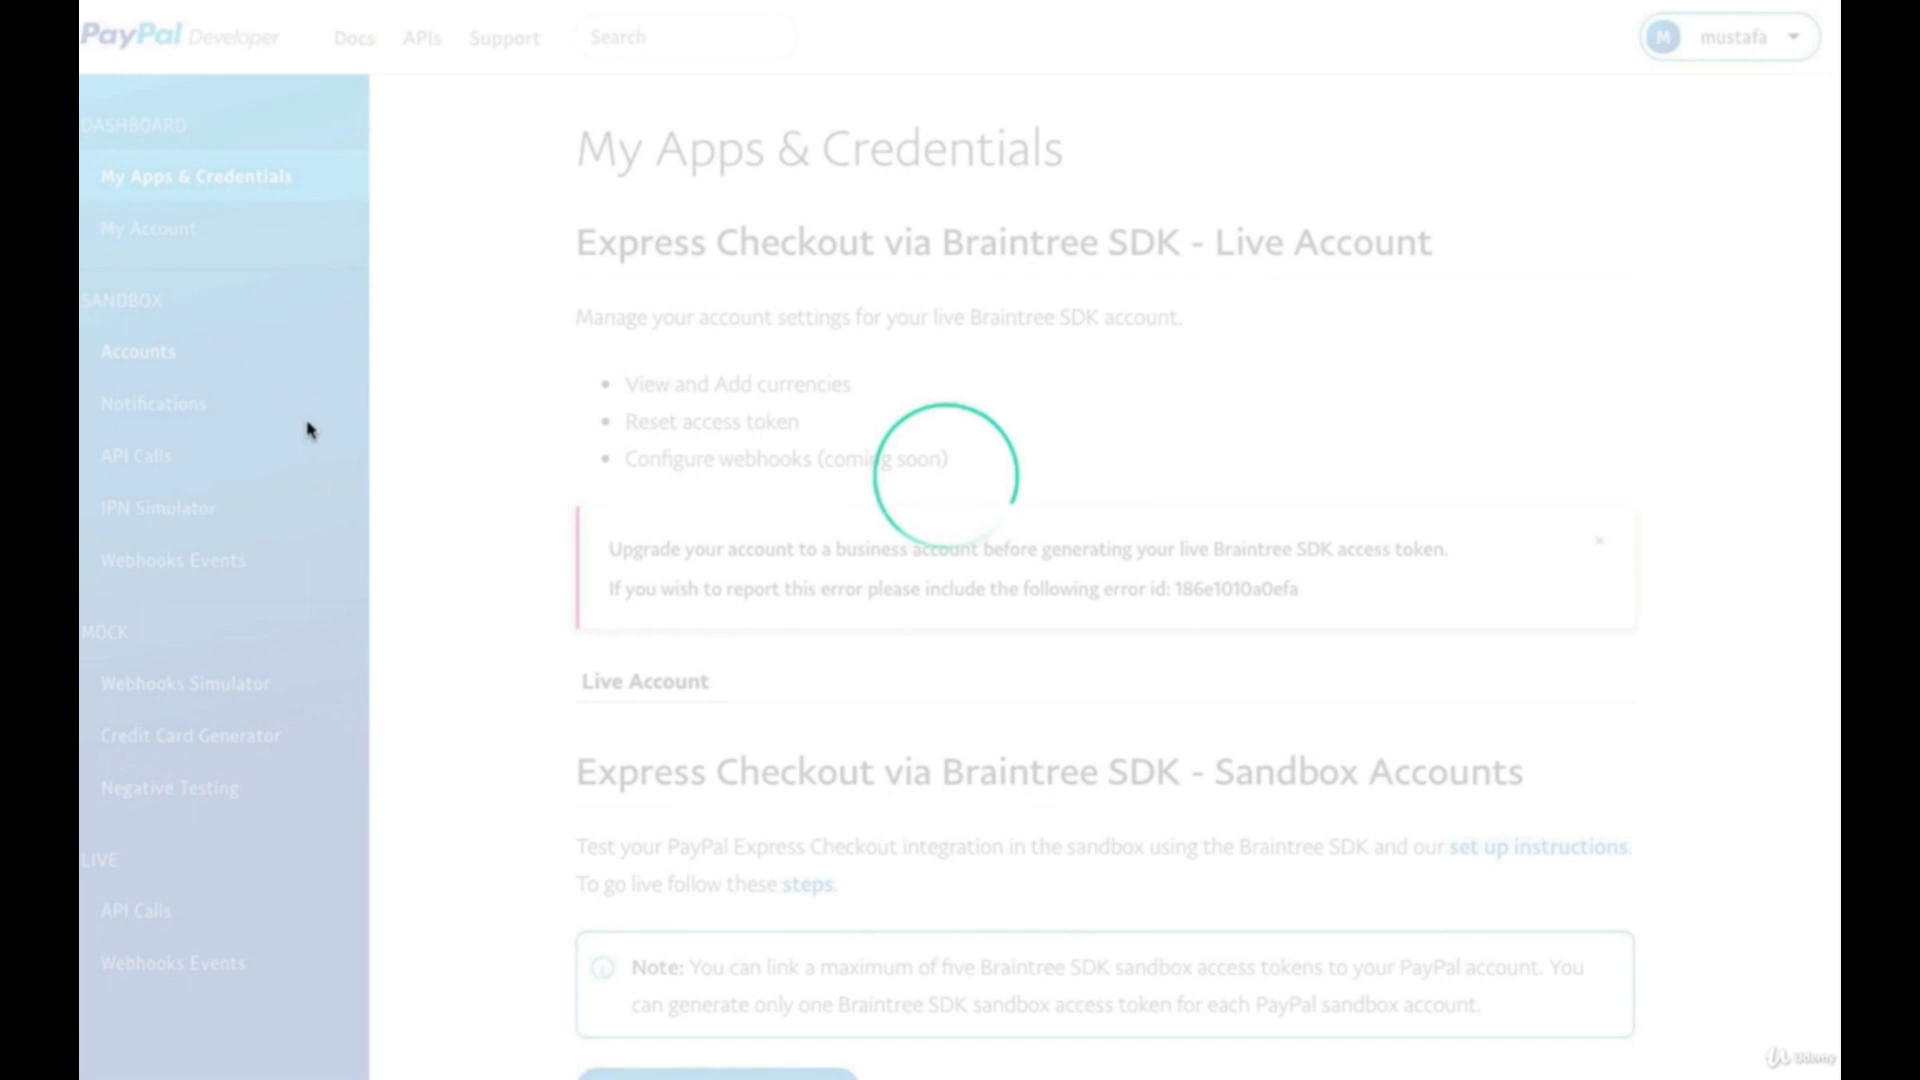 PayPal Developer
Docs
APIs
Support
Search
M
mustafa
DASHBOARD
My Apps & Credentials
My Account
SANDBOX
Accounts
Notifications
API Calls
IPN Simulator
Webhooks Events
MOCK
Webhooks Simulator
Credit Card Generator
Negative Testing
LIVE
API Calls
Webhooks Events
My Apps & Credentials
Express Checkout via Braintree SDK - Live Account
Manage your account settings for your live Braintree SDK account.
• View and Add currencies
• Reset access token
• Configure webhooks (coming soon)
Upgrade your account to a business account before generating your live Braintree SDK access token.
If you wish to report this error please include the following error id: 186e1010a0efa
Live Account
Express Checkout via Braintree SDK - Sandbox Accounts
Test your PayPal Express Checkout integration in the sandbox using the Braintree SDK and our set up instructions.
To go live follow these steps.
Note: You can link a maximum of five Braintree SDK sandbox access tokens to your PayPal account. You
can generate only one Braintree SDK sandbox access token for each PayPal sandbox account.
Udemy